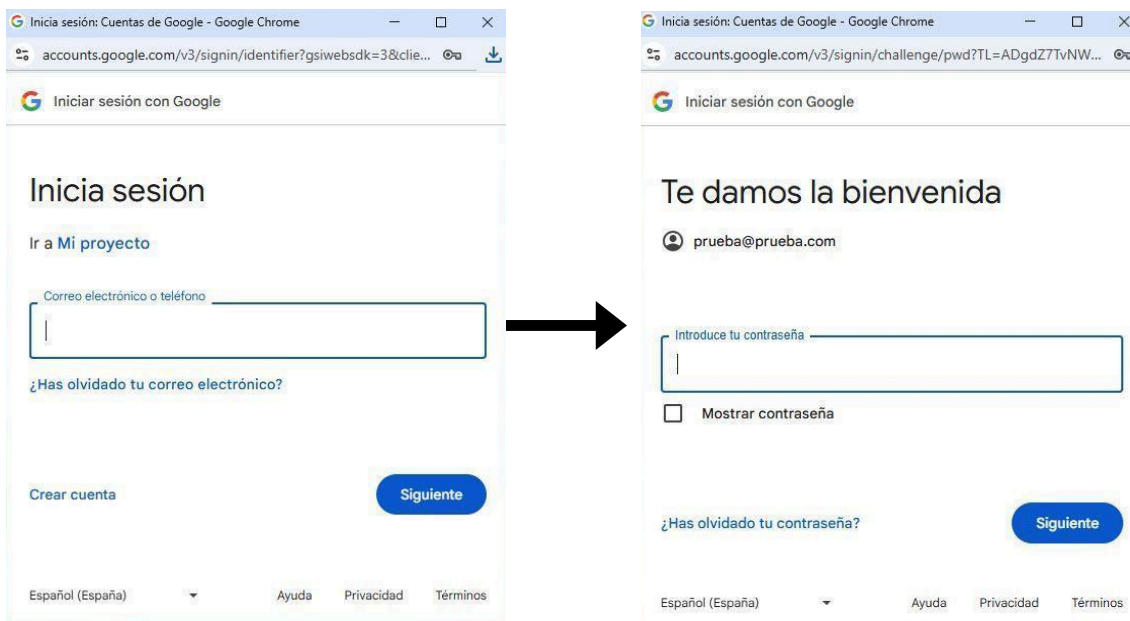 Inicia sesión: Cuentas de Google - Google Chrome
accounts.google.com/v3/signin/identifier?gsiwebsdk=3&clie...
Iniciar sesión con Google
Inicia sesión
Ir a Mi proyecto
Correo electrónico o teléfono
¿Has olvidado tu correo electrónico?
Crear cuenta
Siguiente
Español (España)
Ayuda
Privacidad
Términos
Inicia sesión: Cuentas de Google - Google Chrome
accounts.google.com/v3/signin/challenge/pwd?TL=ADgdZ7TvNW...
Iniciar sesión con Google
Te damos la bienvenida
prueba@prueba.com
Introduce tu contraseña
Mostrar contraseña
¿Has olvidado tu contraseña?
Siguiente
Español (España)
Ayuda
Privacidad
Términos